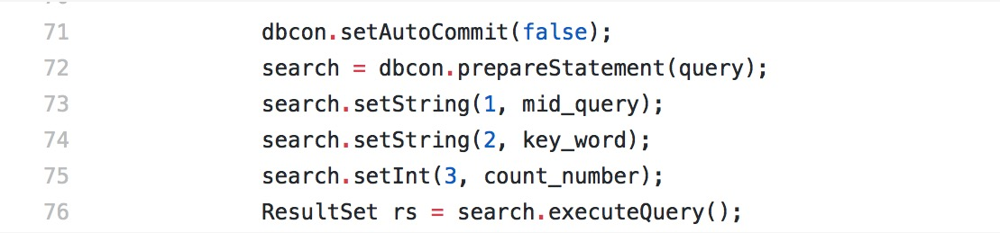 71 dbcon.setAutoCommit(false);
72 search = dbcon.prepareStatement(query);
73 search.setString(1, mid_query);
74 search.setString(2, key_word);
75 search.setInt(3, count_number);
76 ResultSet rs = search.executeQuery();